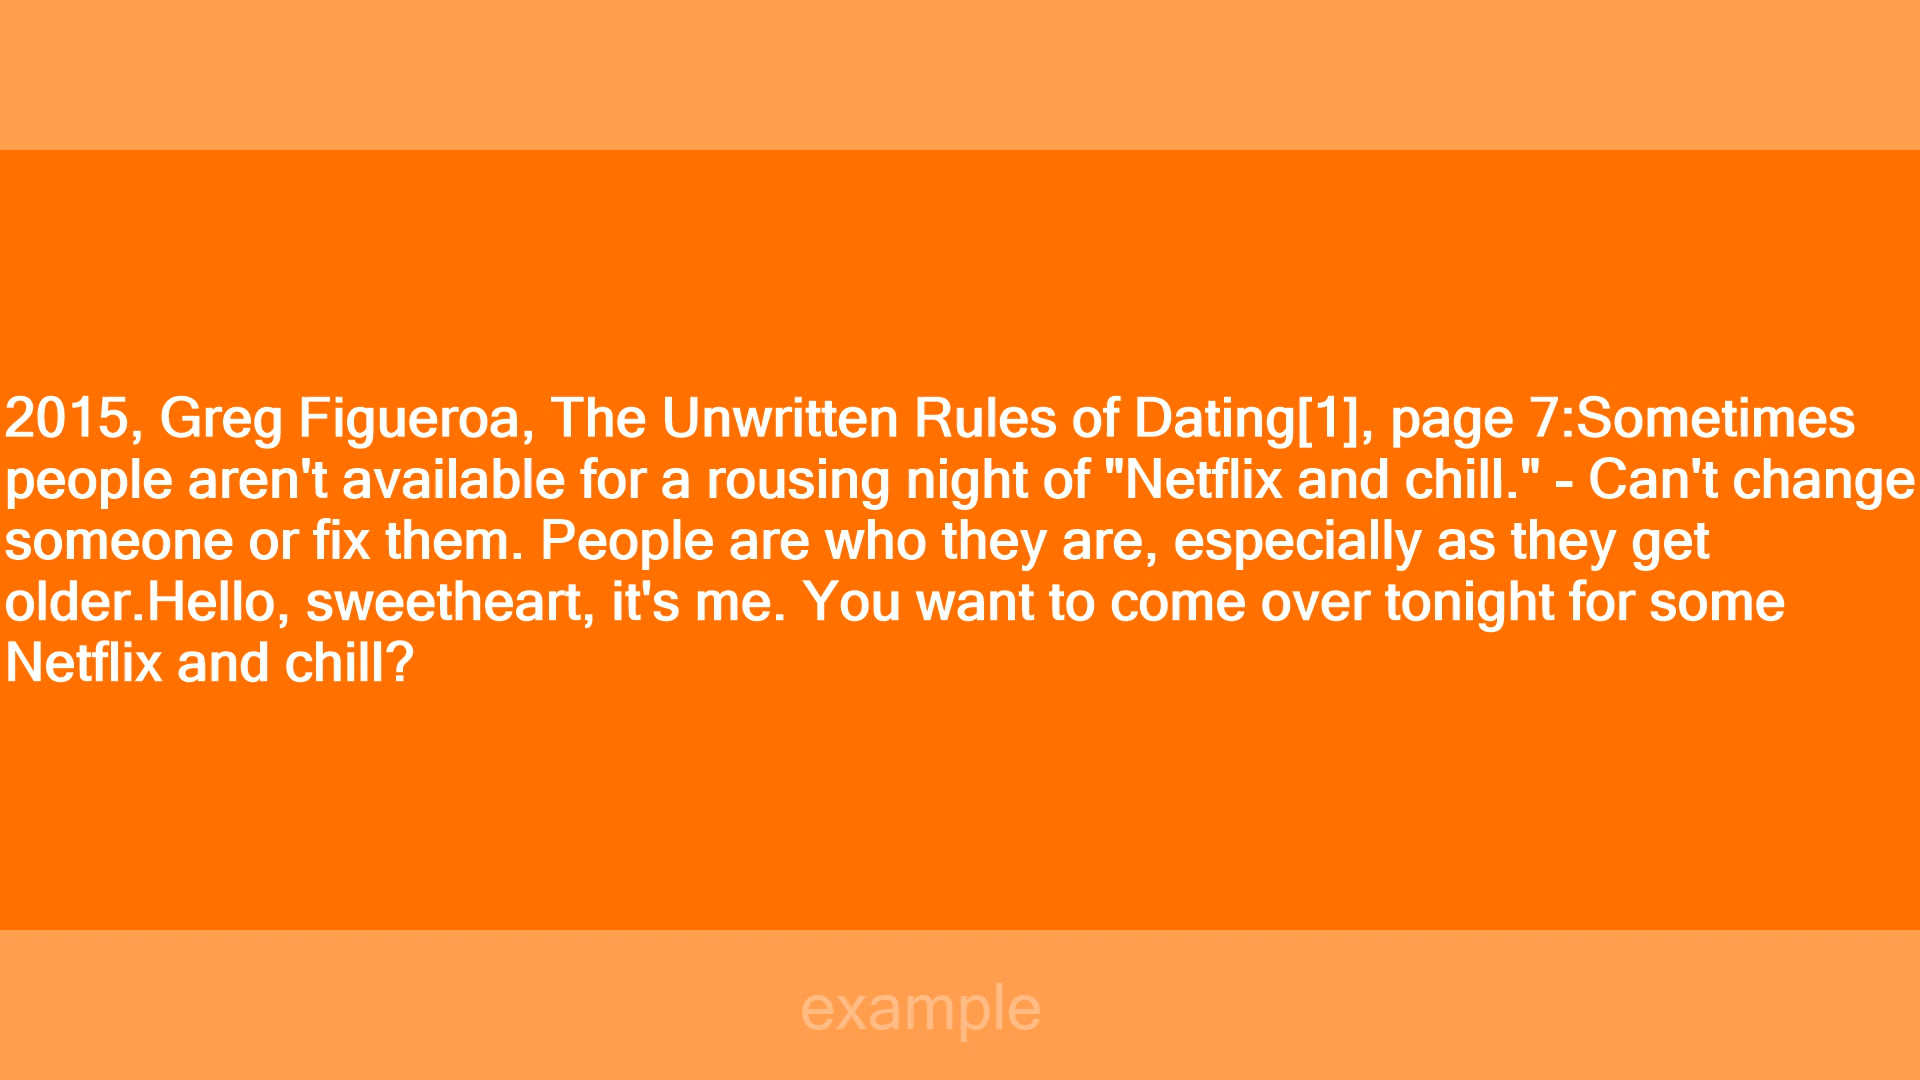 2015, Greg Figueroa, The Unwritten Rules of Dating[1], page 7:Sometimes
people aren't available for a rousing night of "Netflix and chill." - Can't change
someone or fix them. People are who they are, especially as they get
older.Hello, sweetheart, it's me. You want to come over tonight for some
Netflix and chill?
example